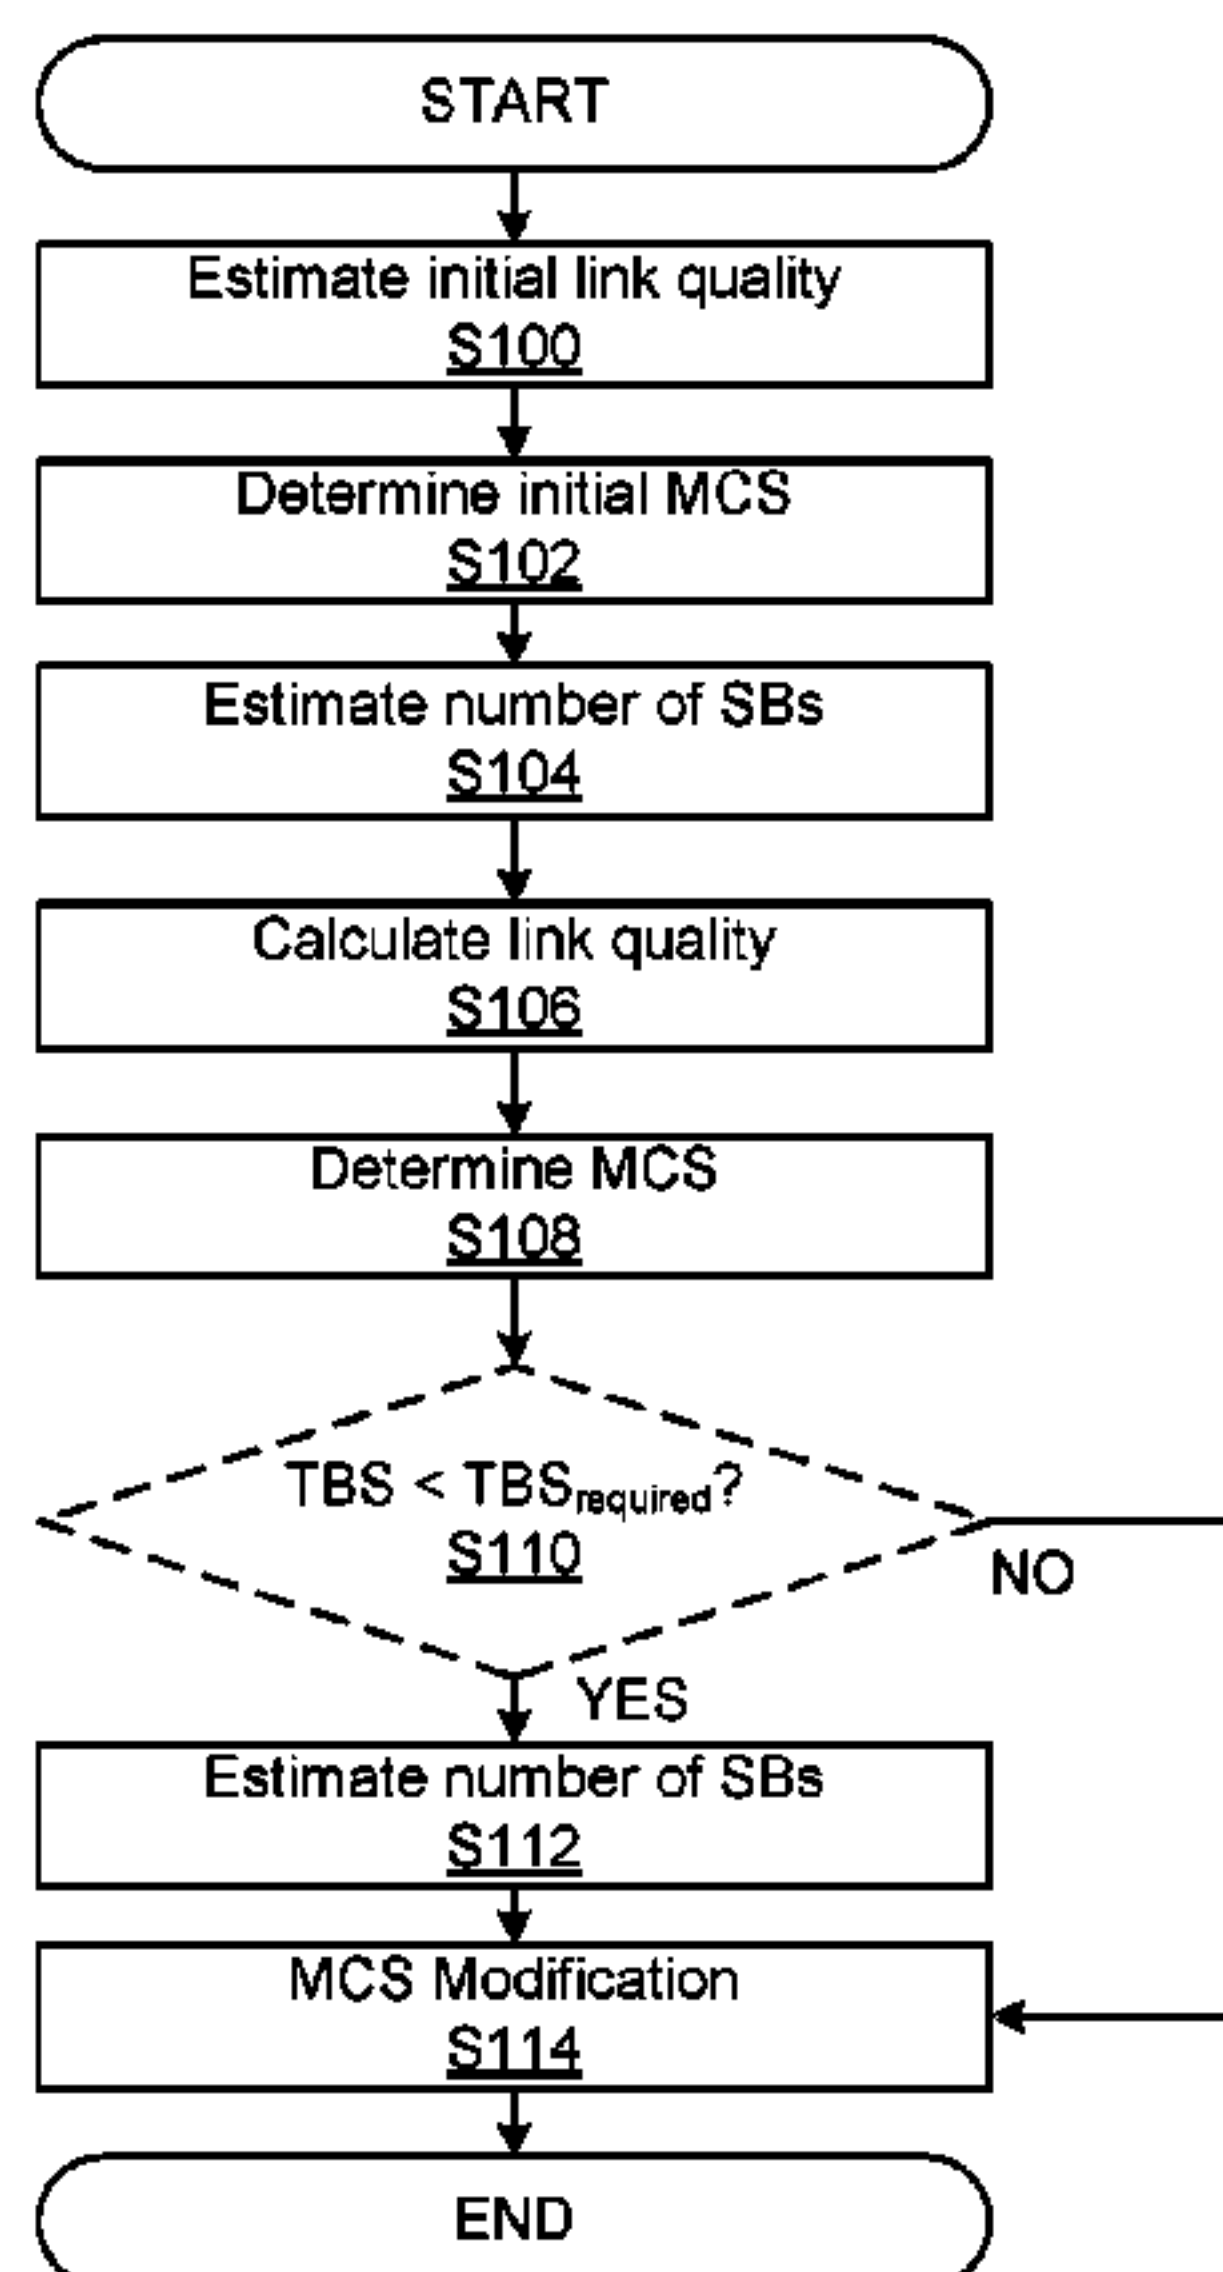 START
Estimate initial link quality
S100
Determine initial MCS
S102
Estimate number of SBs
S104
Calculate link quality
S106
Determine MCS
S108
TBS < TBSrequired?
S110
NO
YES
Estimate number of SBs
S112
MCS Modification
S114
END